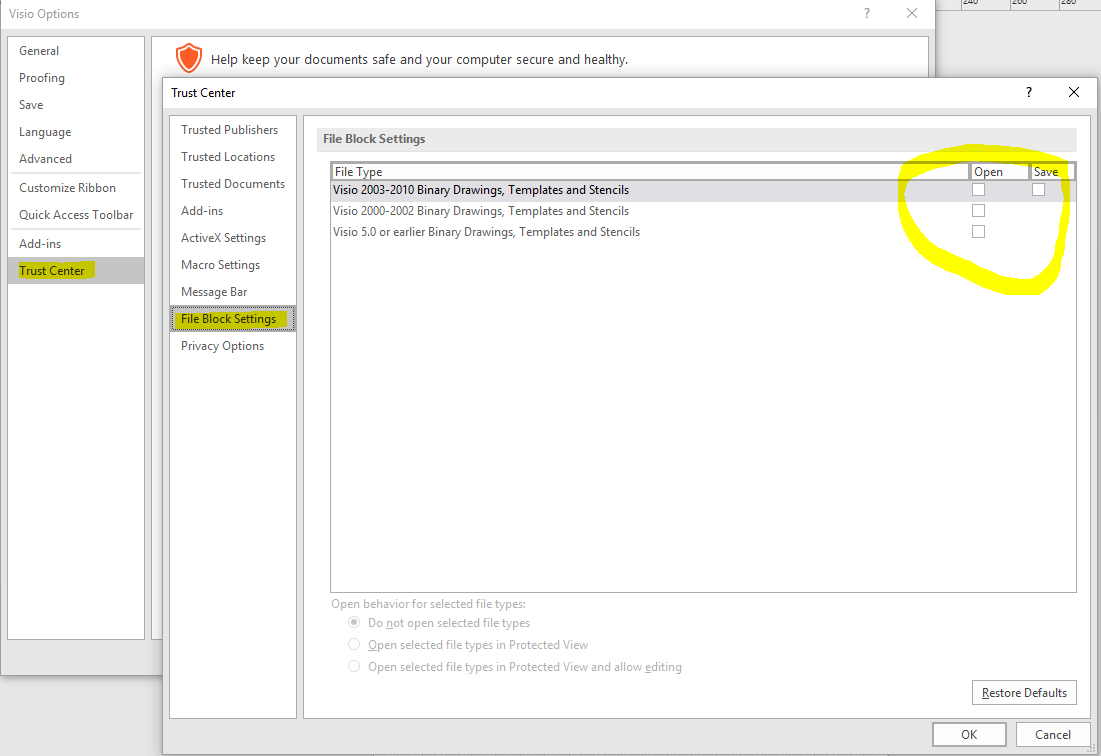 240
260
280
Visio Options
?
General
Proofing
Save
Language
Advanced
Customize Ribbon
Quick Access Toolbar
Add-ins
Trust Center
Help keep your documents safe and your computer secure and healthy.
Trust Center
?
Trusted Publishers
Trusted Locations
Trusted Documents
Add-ins
ActiveX Settings
Macro Settings
Message Bar
File Block Settings
Privacy Options
File Block Settings
File Type Open Save
Visio 2003-2010 Binary Drawings, Templates and Stencils
Visio 2000-2002 Binary Drawings, Templates and Stencils
Visio 5.0 or earlier Binary Drawings, Templates and Stencils
Open behavior for selected file types:
Do not open selected file types
Open selected file types in Protected View
Open selected file types in Protected View and allow editing
Restore Defaults
OK Cancel